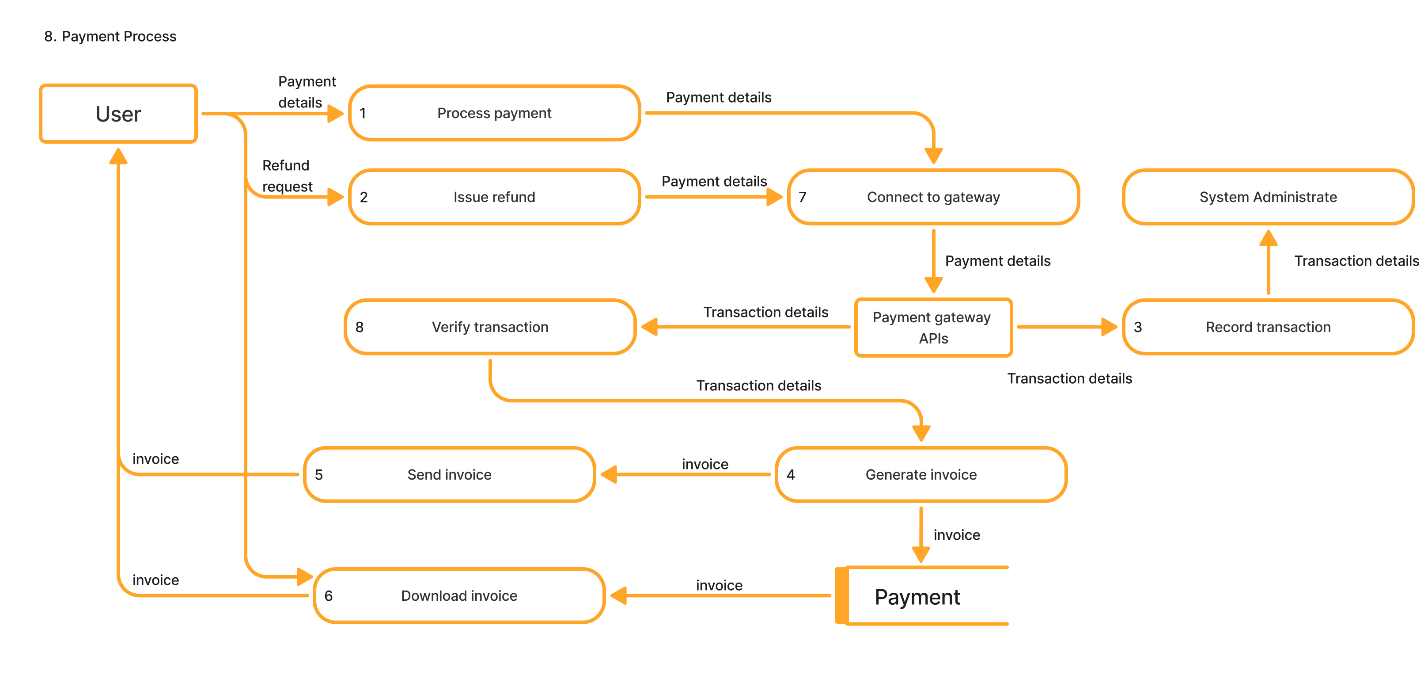 8. Payment Process
Payment
details
User
1
Process payment
Payment details
Refund
request
2
Issue refund
Payment details
7
Connect to gateway
System Administrate
Payment details
Transaction details
8
Verify transaction
Transaction details
Payment gateway
APIs
3
Record transaction
Transaction details
Transaction details
invoice
5
Send invoice
invoice
4
Generate invoice
invoice
invoice
6
Download invoice
invoice
Payment